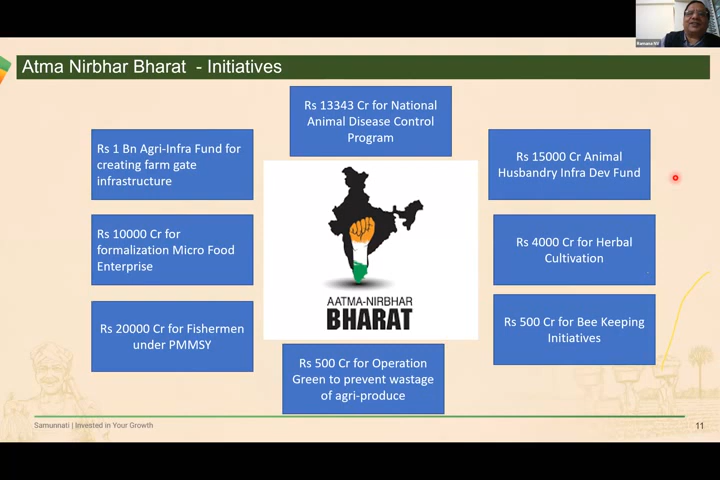 Ramana NV
Atma Nirbhar Bharat  - Initiatives
Rs 13343 Cr for National
Animal Disease Control
Program
Rs 1 Bn Agri-Infra Fund for
creating farm gate
infrastructure
Rs 15000 Cr Animal
Husbandry Infra Dev Fund
Rs 10000 Cr for
formalization Micro Food
Enterprise
Rs 4000 Cr for Herbal
Cultivation
AATMA-NIRBHAR
BHARAT
Rs 20000 Cr for Fishermen
under PMMSY
Rs 500 Cr for Bee Keeping
Initiatives
Rs 500 Cr for Operation
Green to prevent wastage
of agri-produce
Samunnati | Invested in Your Growth
11